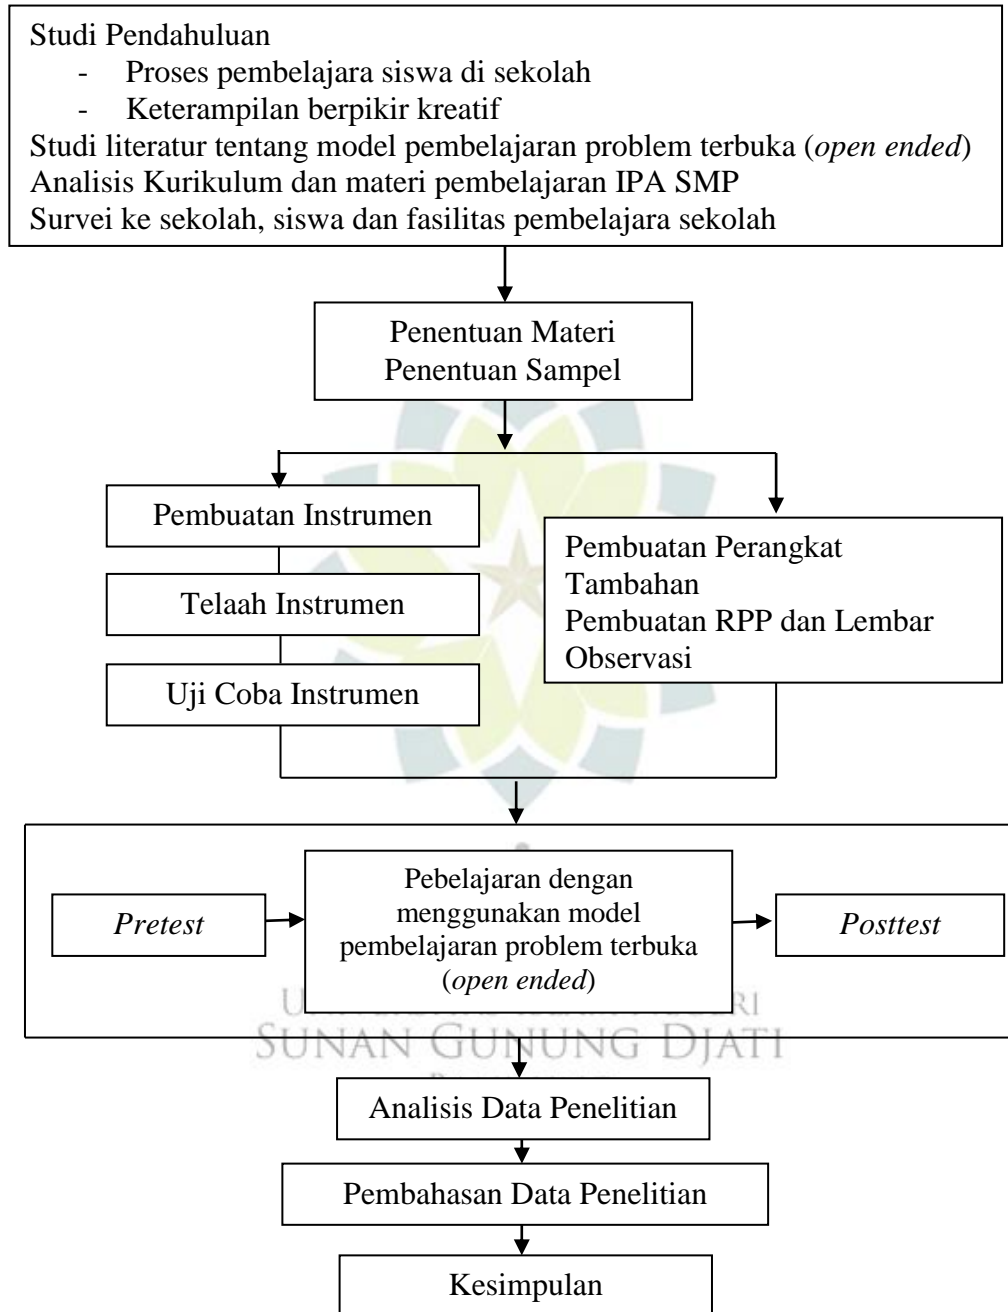 Studi Pendahuluan
- Proses pembelajara siswa di sekolah
- Keterampilan berpikir kreatif
Studi literatur tentang model pembelajaran problem terbuka (open ended)
Analisis Kurikulum dan materi pembelajaran IPA SMP
Survei ke sekolah, siswa dan fasilitas pembelajara sekolah
Penentuan Materi
Penentuan Sampel
Pembuatan Instrumen
Telaah Instrumen
Uji Coba Instrumen
Pembuatan Perangkat
Tambahan
Pembuatan RPP dan Lembar
Observasi
Pretest
Pebelajaran dengan
menggunakan model
pembelajaran problem terbuka
(open ended)
Posttest
SUNAN GUNUNG DJATI
Analisis Data Penelitian
Pembahasan Data Penelitian
Kesimpulan